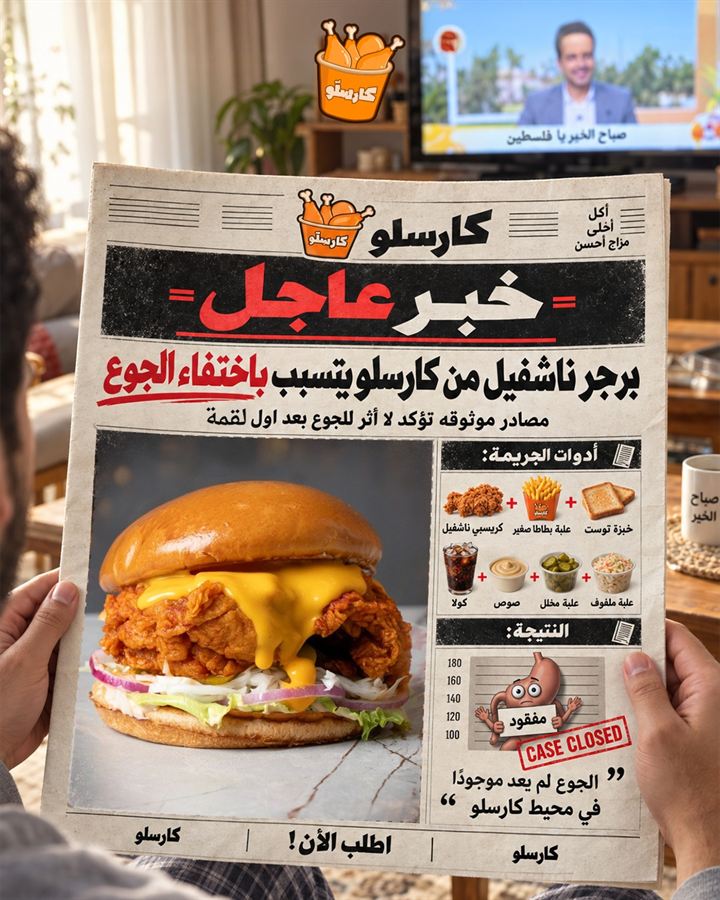 كارسلو
صباح الخير يا فلسطين
كارسلو
كارسلو
أكل
أحلى
مزاج أحسن
=خبر عاجل=
برجر ناشفيل من كارسلو يتسبب باختفاء الجوع
مصادر موثوقه تؤكد لا أثر للجوع بعد اول لقمة
أدوات الجريمة:
خبزة توست
+
علبة بطاطا صغير
+
كريسبي ناشفيل
علبة ملفوف
+
علبة مخلل
+
صوص
+
كولا
النتيجة:
180
160
140
120
100
مفقود
CASE CLOSED
" الجوع لم يعد موجودًا
في محيط كارسلو "
كارسلو
اطلب الأن !
كارسلو
صباح
الخير